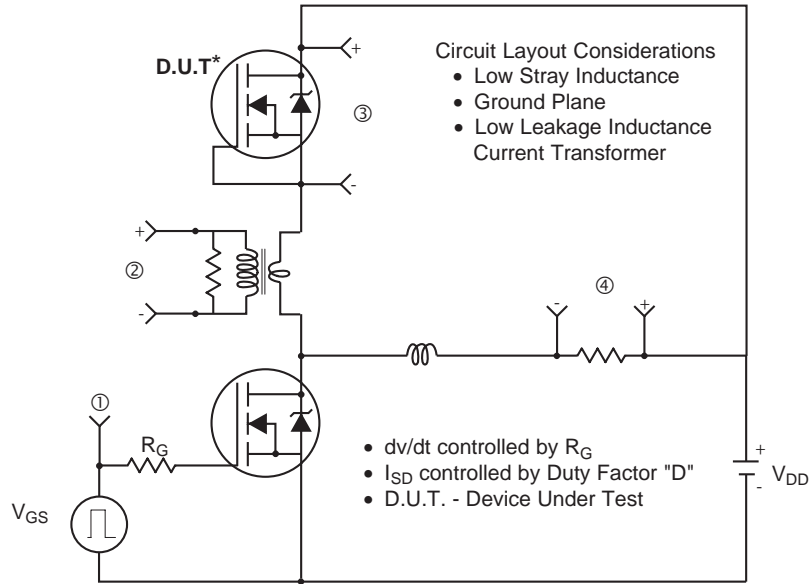 D.U.T*
+
③
-
Circuit Layout Considerations
• Low Stray Inductance
• Ground Plane
• Low Leakage Inductance
Current Transformer
+
②
-
④
-
+
①
RG
VGS
• dv/dt controlled by RG
• ISD controlled by Duty Factor "D"
• D.U.T. - Device Under Test
+
-
VDD